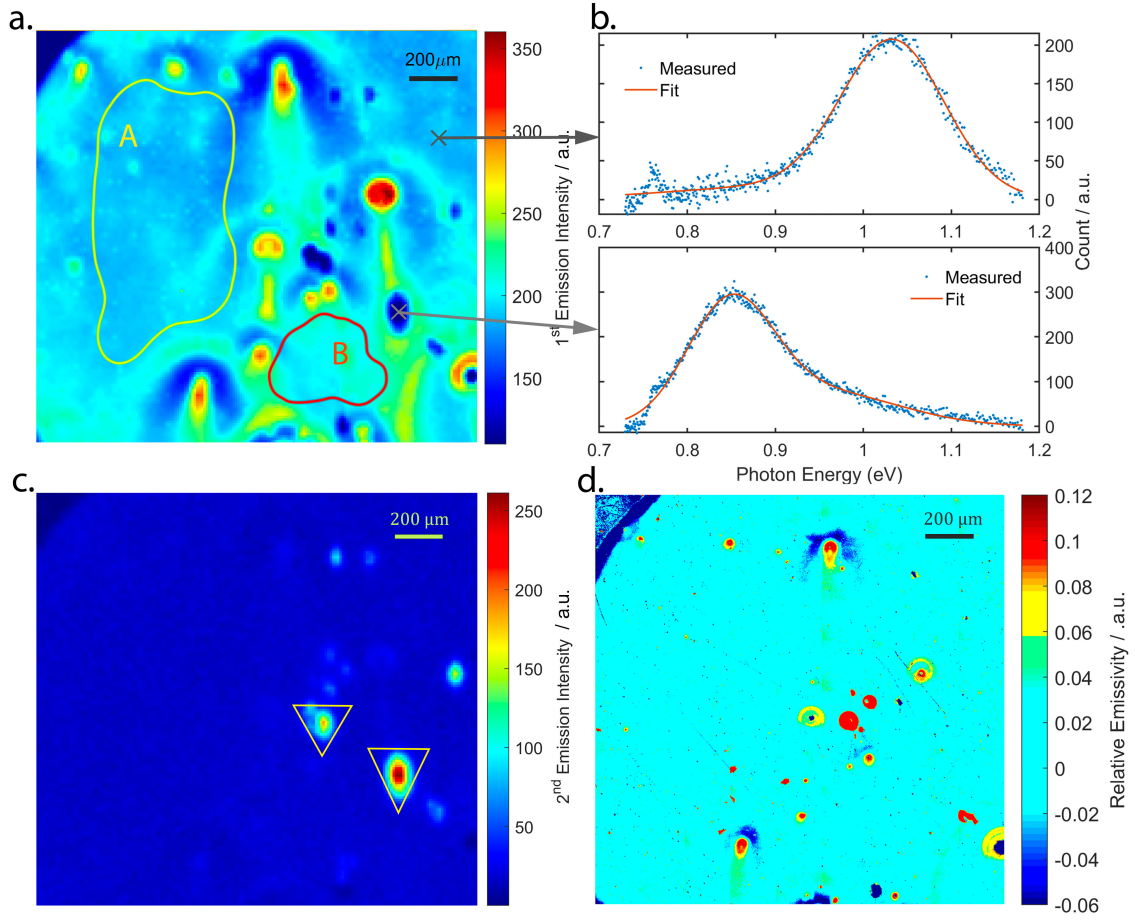 a.
200μm
A
B
350
300
250
200
150
1st Emission Intensity / a.u.
b.
Measured
Fit
200
150
100
50
0
0.7 0.8 0.9 1 1.1 1.2
Count / a.u.
Measured
Fit
400
300
200
100
0
0.7 0.8 0.9 1 1.1 1.2
Photon Energy (eV)
c.
200 μm
250
200
150
100
50
2nd Emission Intensity / a.u.
d.
200 μm
0.12
0.10
0.08
0.06
0.04
0.02
0
-0.02
-0.04
-0.06
Relative Emissivity /.a.u.